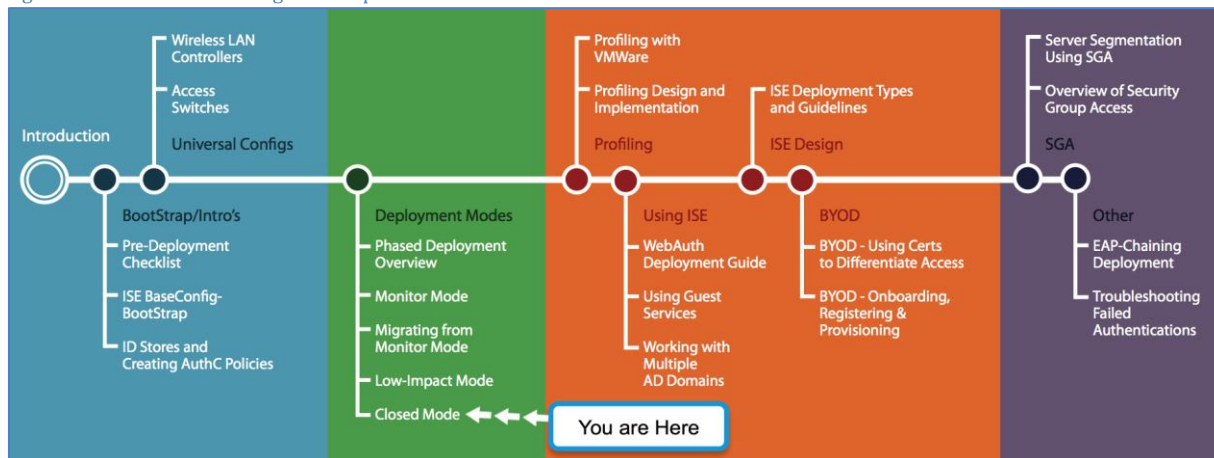 Introduction
Wireless LAN
Controllers
Access
Switches
Universal Configs
BootStrap/Intro's
Pre-Deployment
Checklist
ISE BaseConfig-
BootStrap
ID Stores and
Creating AuthC Policies
Deployment Modes
Phased Deployment
Overview
Monitor Mode
Migrating from
Monitor Mode
Low-Impact Mode
Closed Mode
You are Here
Profiling with
VMWare
Profiling Design and
Implementation
Profiling
Using ISE
WebAuth
Deployment Guide
Using Guest
Services
Working with
Multiple
AD Domains
ISE Deployment Types
and Guidelines
ISE Design
BYOD
BYOD - Using Certs
to Differentiate Access
BYOD - Onboarding,
Registering &
Provisioning
Server Segmentation
Using SGA
Overview of Security
Group Access
SGA
Other
EAP-Chaining
Deployment
Troubleshooting
Failed
Authentications